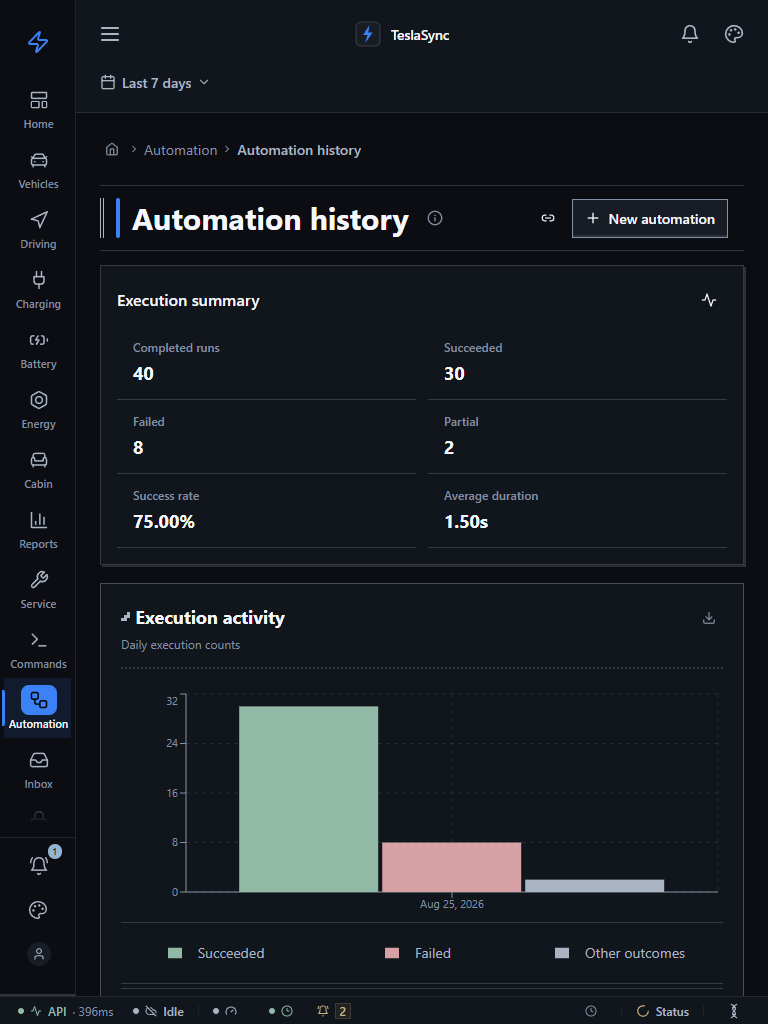 TeslaSync
Last 7 days
Home
Vehicles
Driving
Charging
Battery
Energy
Cabin
Reports
Service
Commands
Automation
Inbox
1
Automation
Automation history
Automation history
New automation
Execution summary
Completed runs
40
Succeeded
30
Failed
8
Partial
2
Success rate
75.00%
Average duration
1.50s
Execution activity
Daily execution counts
32
24
16
8
0
Aug 25, 2026
Succeeded
Failed
Other outcomes
API · 396ms
Idle
2
Status